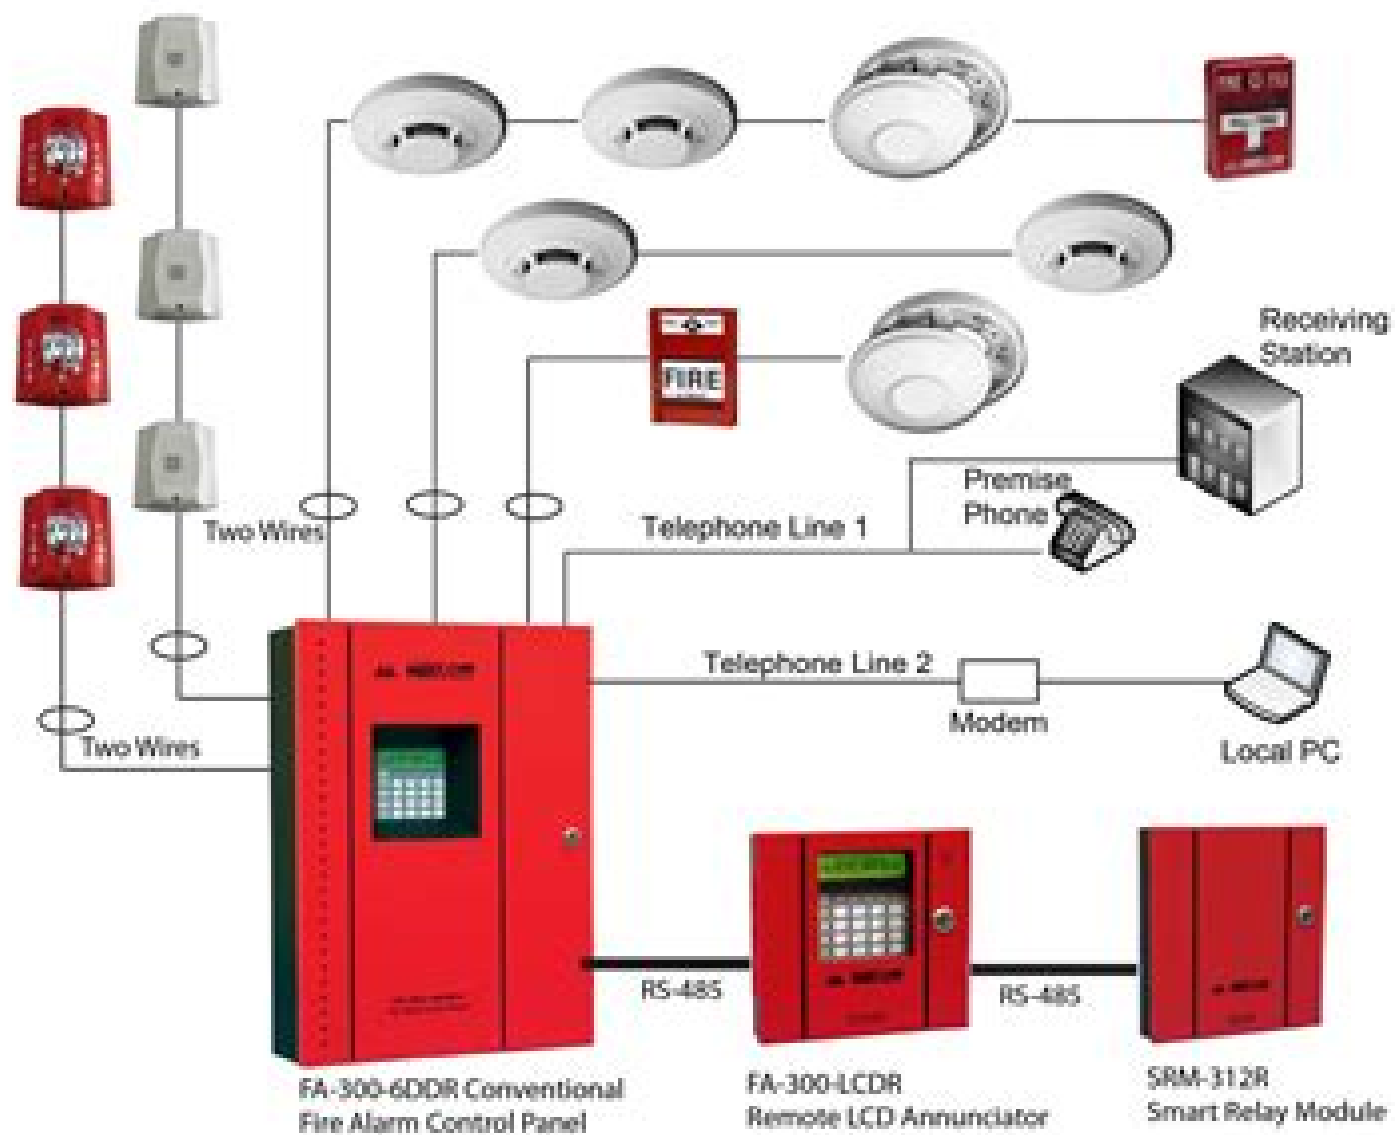 Receiving
Station
FIRE
Premise
Phone
Two Wires
Telephone Line 1
Telephone Line 2
Modem
Two Wires
Local PC
RS-485
RS-485
FA-300-6DDR Conventional
Fire Alarm Control Panel
FA-300-LCDR
Remote LCD Annunciator
SRM-312R
Smart Relay Module